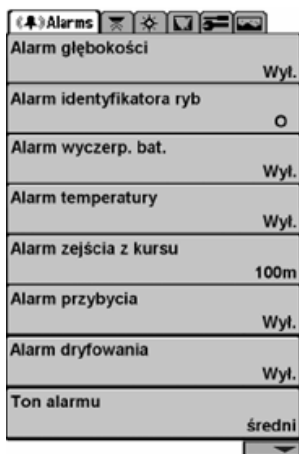 Alarms
Alarm głębokości
Wył.
Alarm identyfikatora ryb
O
Alarm wyczerp. bat.
Wył.
Alarm temperatury
Wył.
Alarm zejścia z kursu
100m
Alarm przybycia
Wył.
Alarm dryfowania
Wył.
Ton alarmu
średni